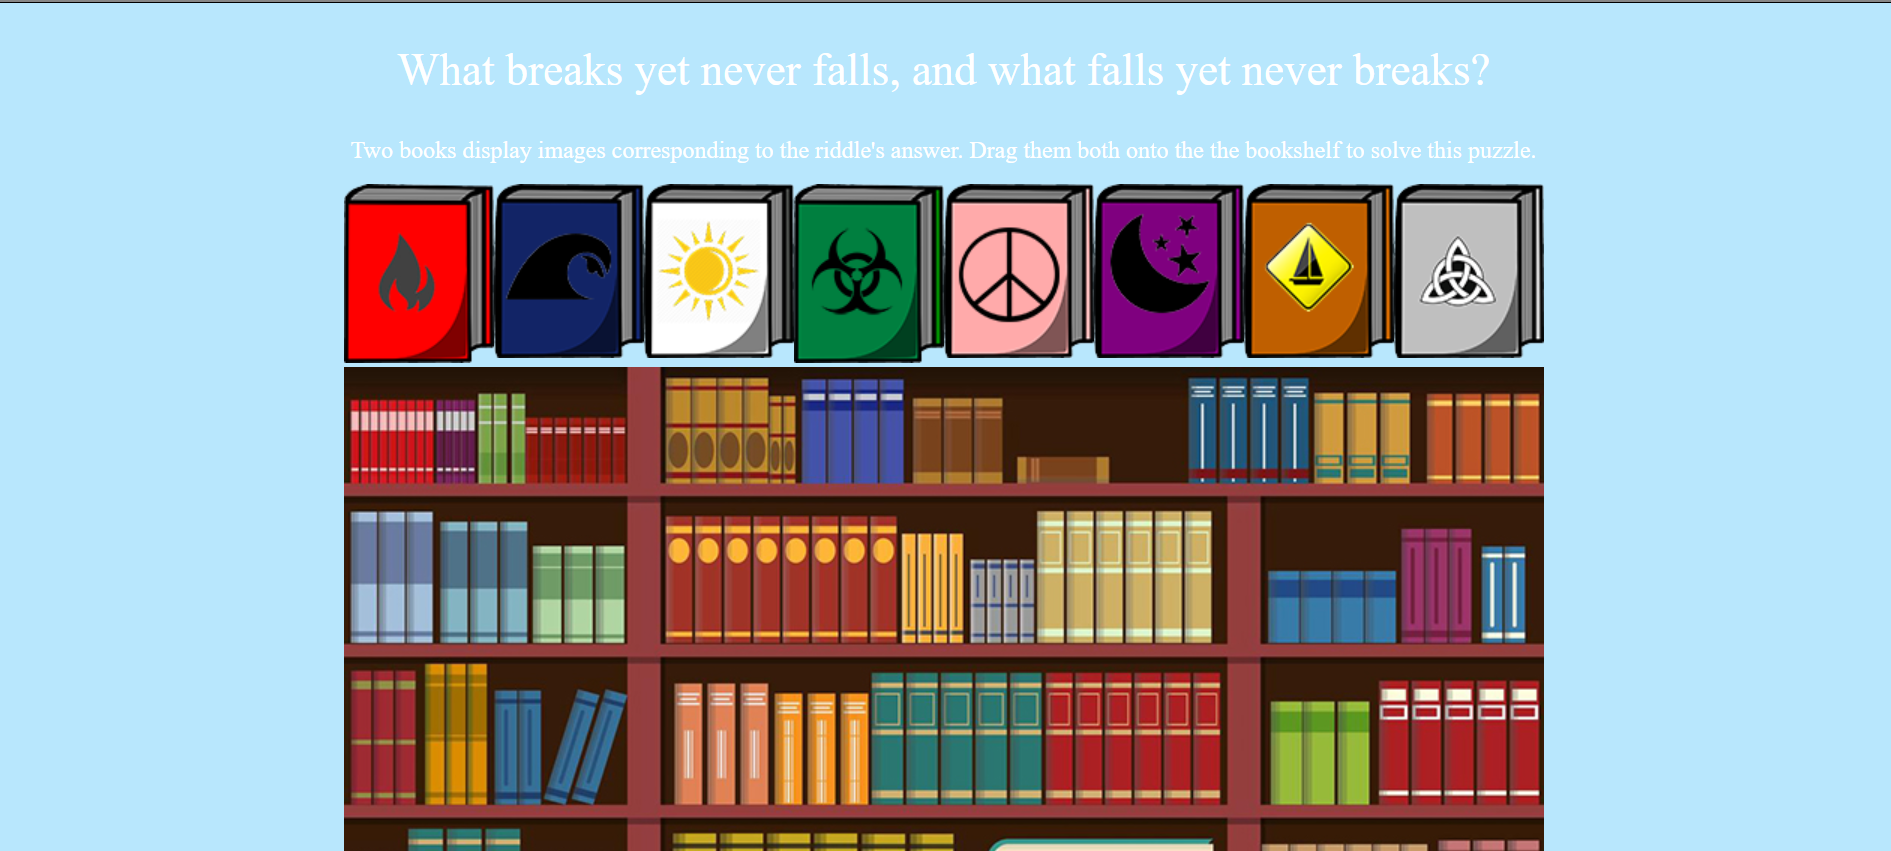 What breaks yet never falls, and what falls yet never breaks?
Two books display images corresponding to the riddle's answer. Drag them both onto the the bookshelf to solve this puzzle.